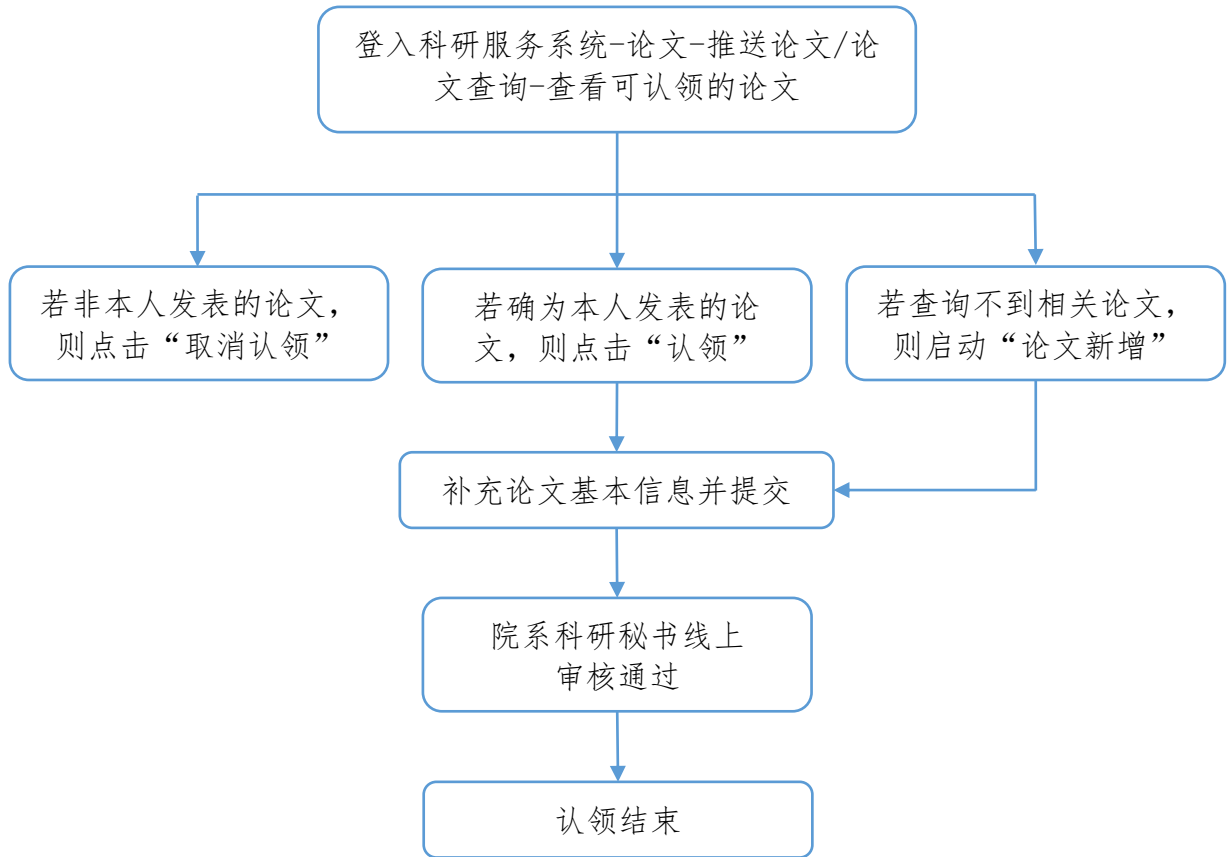 登入科研服务系统-论文-推送论文/论
文查询-查看可认领的论文
若非本人发表的论文，
则点击“取消认领”
若确为本人发表的论
文，则点击“认领”
若查询不到相关论文，
则启动“论文新增”
补充论文基本信息并提交
院系科研秘书线上
审核通过
认领结束